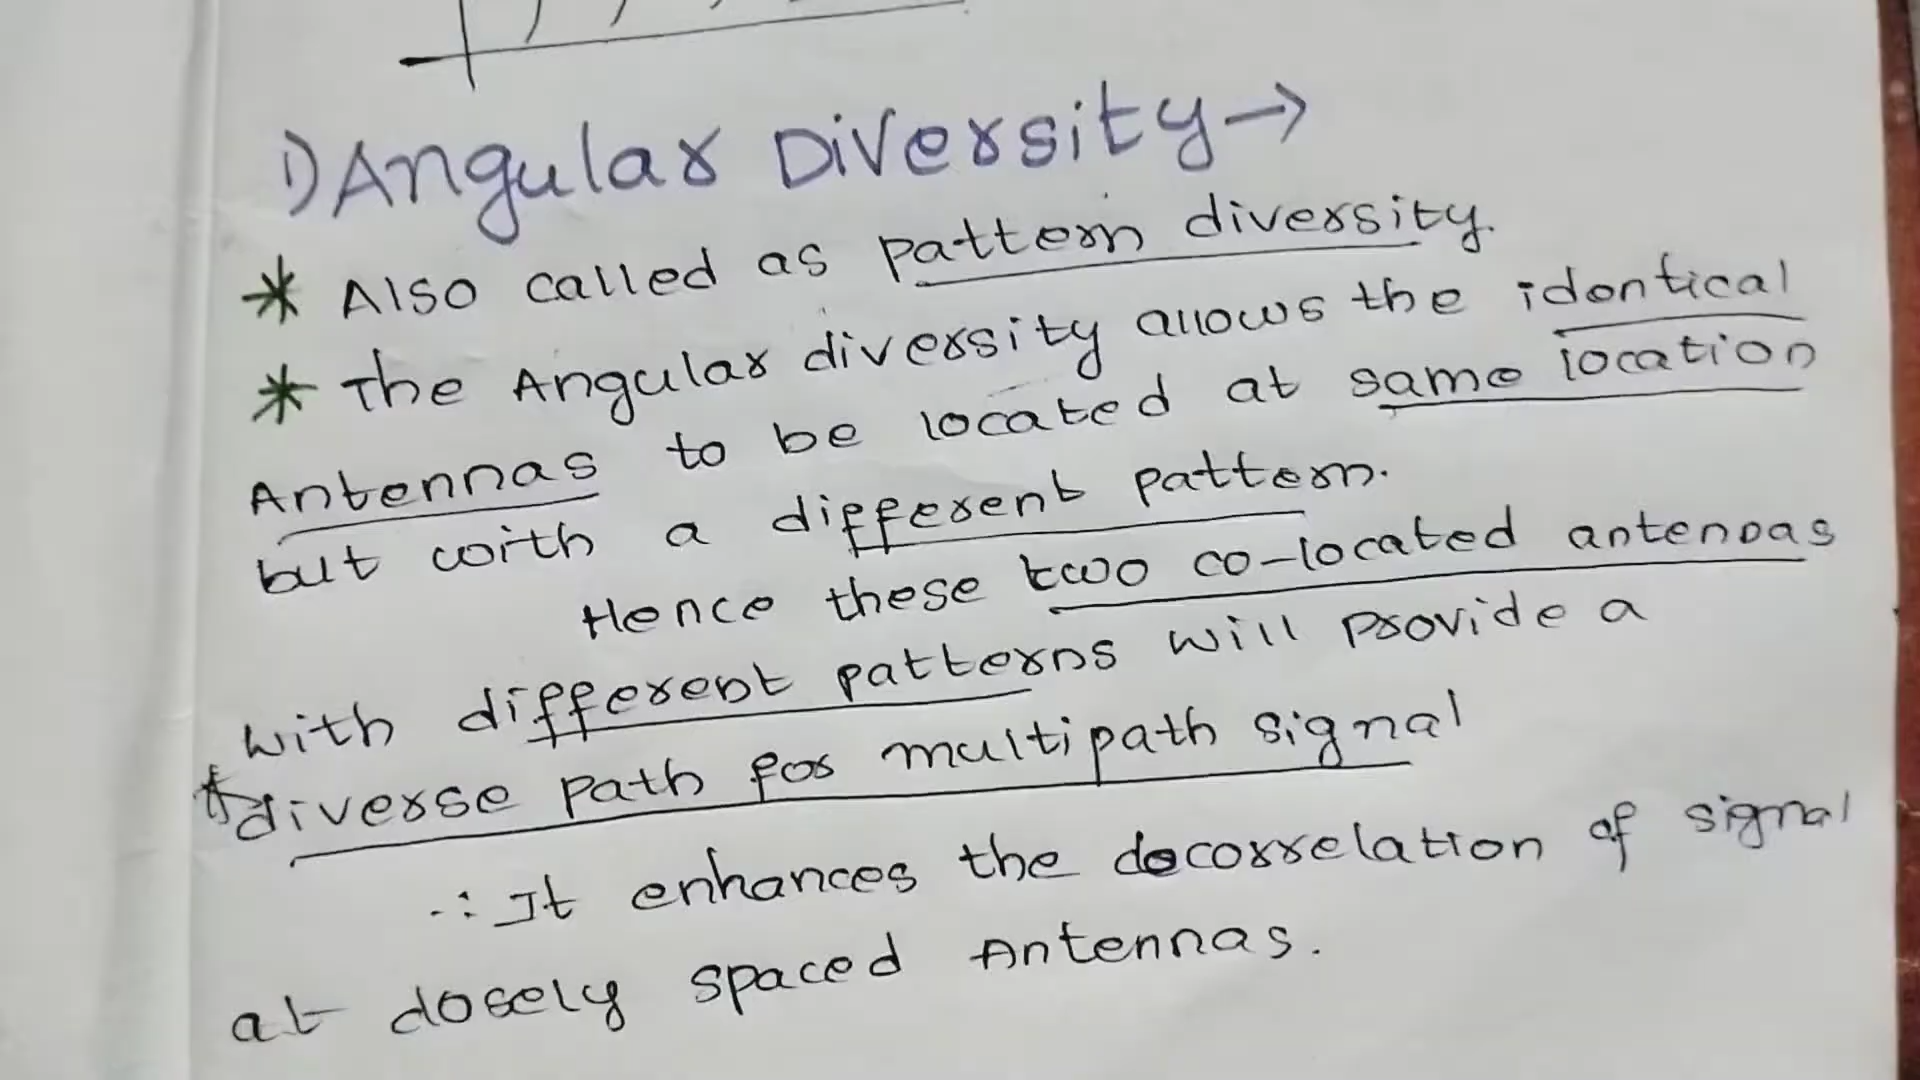 1) Angular Diversity →
* Also called as pattern diversity.
* The Angular diversity allows the identical
Antennas to be located at same location
but with a different pattern.
Hence these two co-located antennas
with different patterns will provide a
diverse path for multipath signal
∴ It enhances the decorrelation of signal
at closely spaced Antennas.